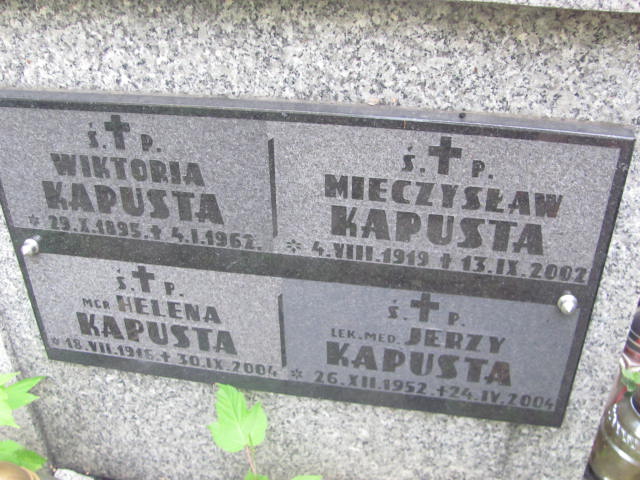 Ś. † P.
WIKTORIA
KAPUSTA
* 29.X.1895. † 4.I.1962.
Ś. † P.
MIECZYSŁAW
KAPUSTA
* 4.VIII.1919 † 13.IX.2002
Ś. † P.
MGR HELENA
KAPUSTA
* 18.VII.1916 † 30.IX.2004
Ś. † P.
LEK. MED. JERZY
KAPUSTA
* 26.XII.1952 † 24.IV.2004